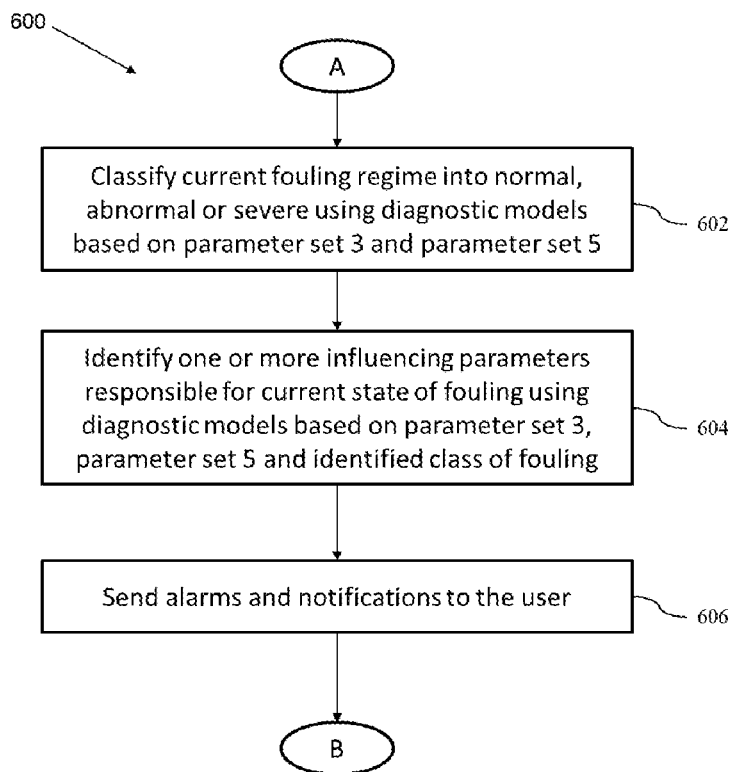 600
A
Classify current fouling regime into normal,
abnormal or severe using diagnostic models
based on parameter set 3 and parameter set 5
602
Identify one or more influencing parameters
responsible for current state of fouling using
diagnostic models based on parameter set 3,
parameter set 5 and identified class of fouling
604
Send alarms and notifications to the user
606
B